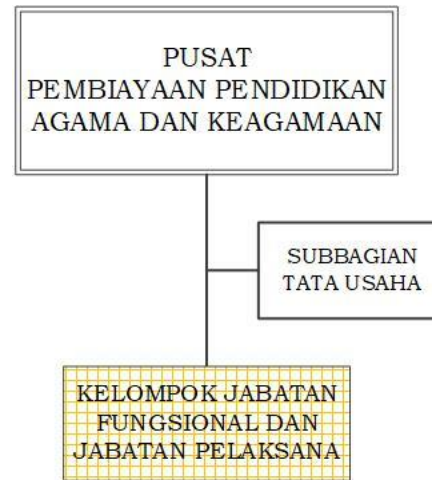 PUSAT
PEMBIAYAAN PENDIDIKAN
AGAMA DAN KEAGAMAAN
SUBBAGIAN
TATA USAHA
KELOMPOK JABATAN
FUNGSIONAL DAN
JABATAN PELAKSANA